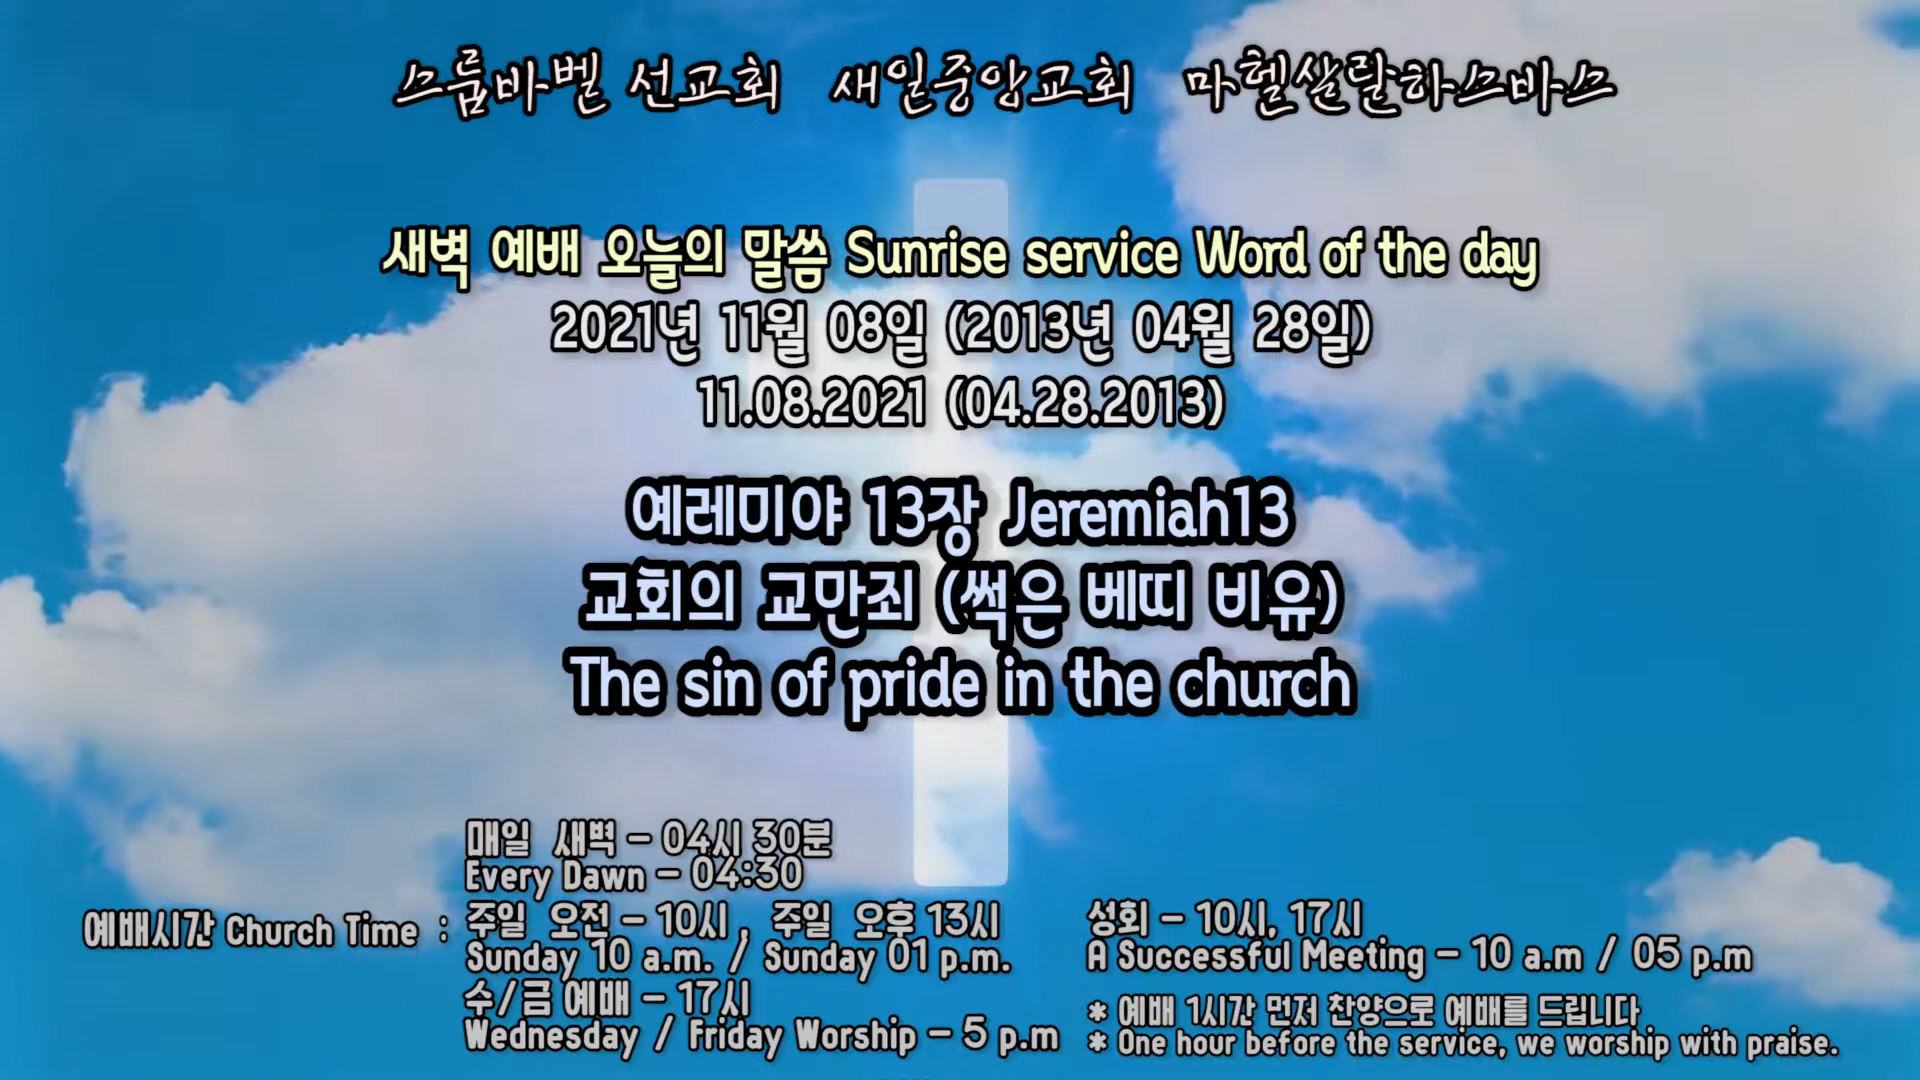 스룹바벨 선교회 새일중앙교회 마헬살랄하스바스
새벽 예배 오늘의 말씀 Sunrise service Word of the day
2021년 11월 08일 (2013년 04월 28일)
11.08.2021 (04.28.2013)
예레미야 13장 Jeremiah13
교회의 교만죄 (썩은 베띠 비유)
The sin of pride in the church
예배시간 Church Time :
매일 새벽 - 04시 30분
Every Dawn - 04:30
주일 오전 - 10시 , 주일 오후 13시
Sunday 10 a.m. / Sunday 01 p.m.
수/금 예배 - 17시
Wednesday / Friday Worship - 5 p.m
성회 - 10시, 17시
A Successful Meeting - 10 a.m / 05 p.m
* 예배 1시간 먼저 찬양으로 예배를 드립니다
* One hour before the service, we worship with praise.